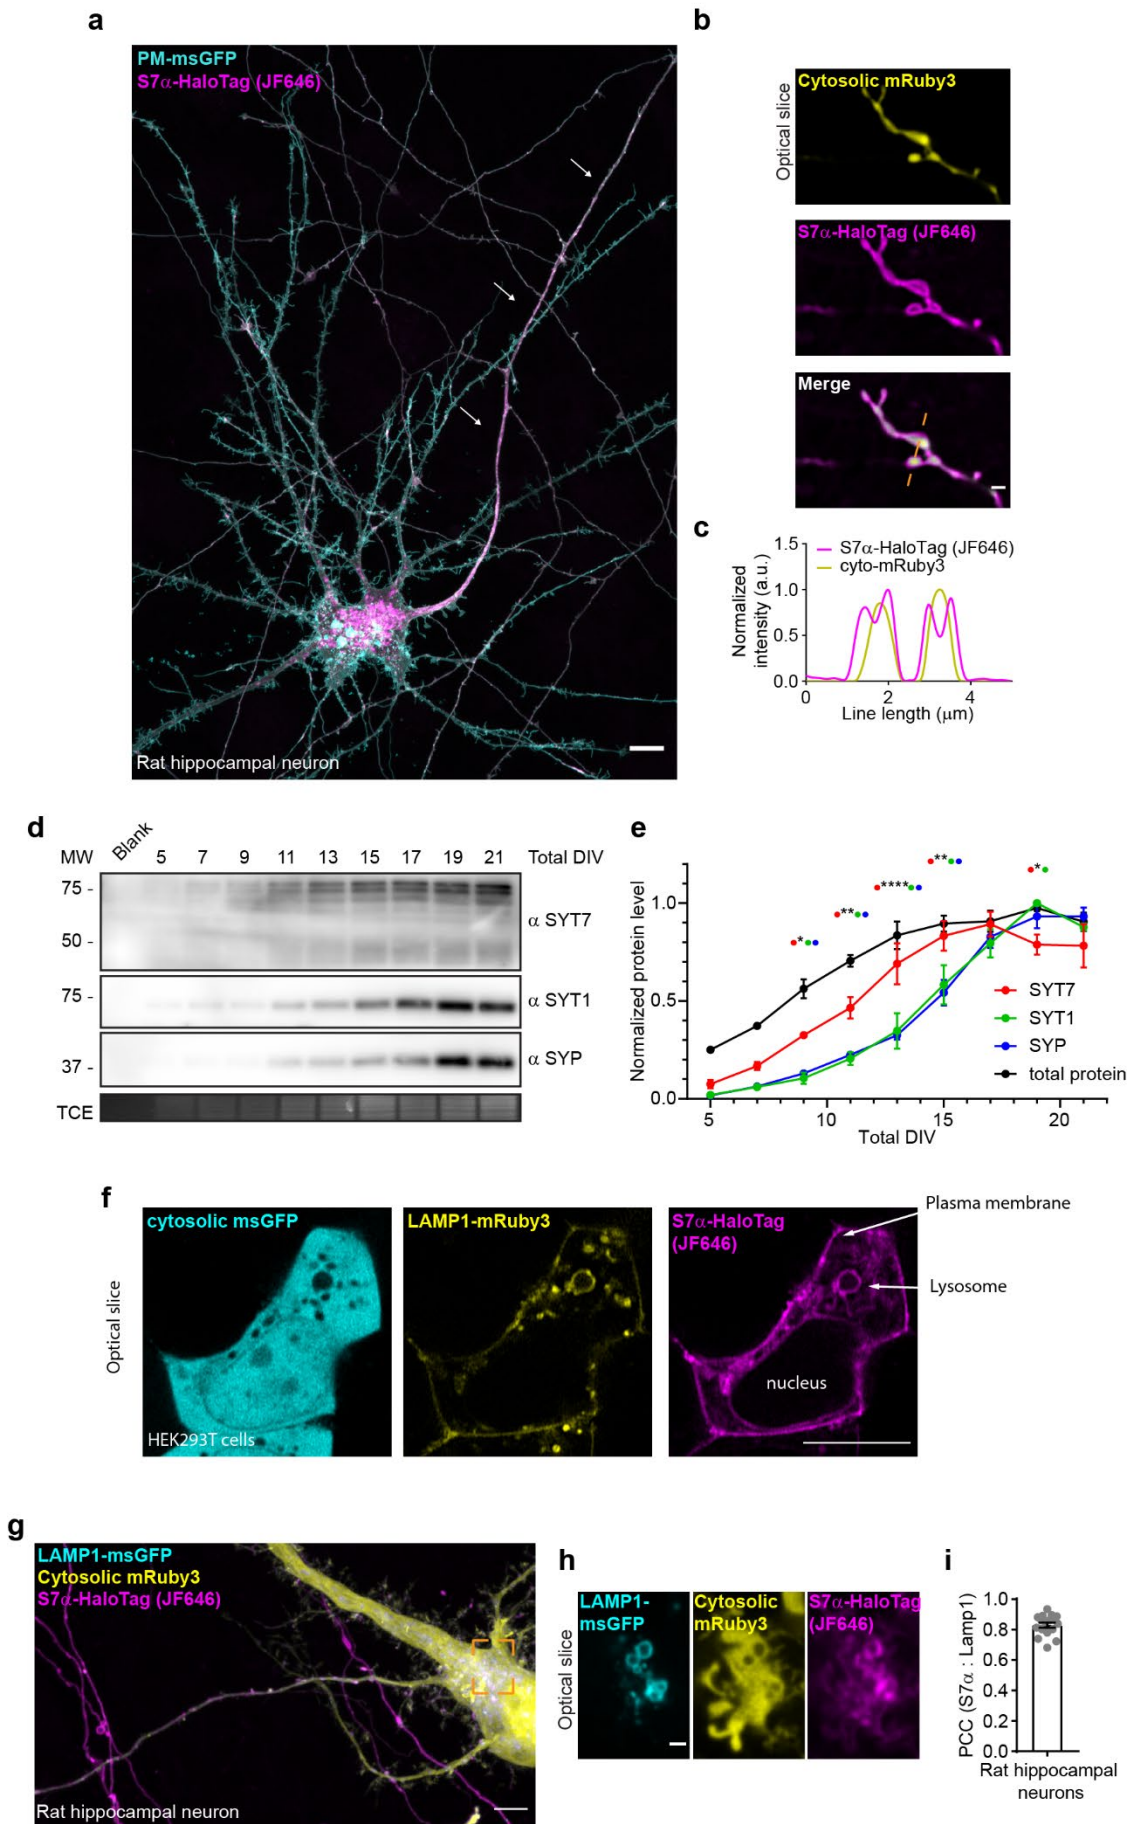 a
PM-msGFP
S7α-HaloTag (JF646)
Rat hippocampal neuron
b
Optical slice
Cytosolic mRuby3
S7α-HaloTag (JF646)
Merge
c
Normalized
intensity (a.u.)
1.5
1.0
0.5
0.0
S7α-HaloTag (JF646)
cyto-mRuby3
0 2 4
Line length (μm)
d
MW Blank 5 7 9 11 13 15 17 19 21 Total DIV
75 -
50 -
α SYT7
75 -
α SYT1
37 -
α SYP
TCE
e
Normalized protein level
1.0
0.5
0.0
*
**
****
**
*
SYT7
SYT1
SYP
total protein
5 10 15 20
Total DIV
f
Optical slice
cytosolic msGFP
HEK293T cells
LAMP1-mRuby3
S7α-HaloTag
(JF646)
Plasma membrane
Lysosome
nucleus
g
LAMP1-msGFP
Cytosolic mRuby3
S7α-HaloTag (JF646)
Rat hippocampal neuron
h
Optical slice
LAMP1-
msGFP
Cytosolic
mRuby3
S7α-HaloTag
(JF646)
i
PCC (S7α : Lamp1)
1.0
0.8
0.6
0.4
0.2
0.0
Rat hippocampal
neurons